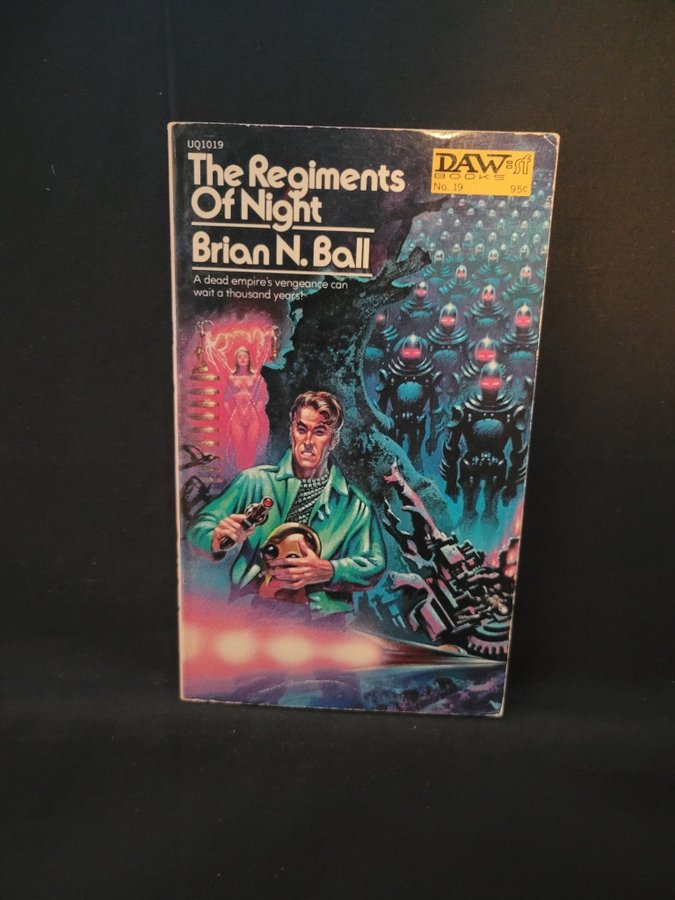 UQ1019
The Regiments
Of Night
Brian N. Ball
A dead empire's vengeance can
wait a thousand years!
DAW=sf
BOOKS
No. 19 95¢